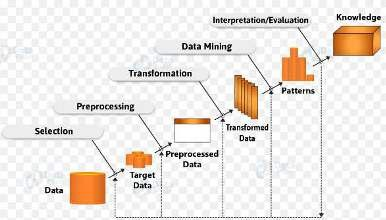 Interpretation/Evaluation
Knowledge
Data Mining
Transformation
Patterns
Preprocessing
Transformed
Data
Selection
Preprocessed
Data
Target
Data
Data